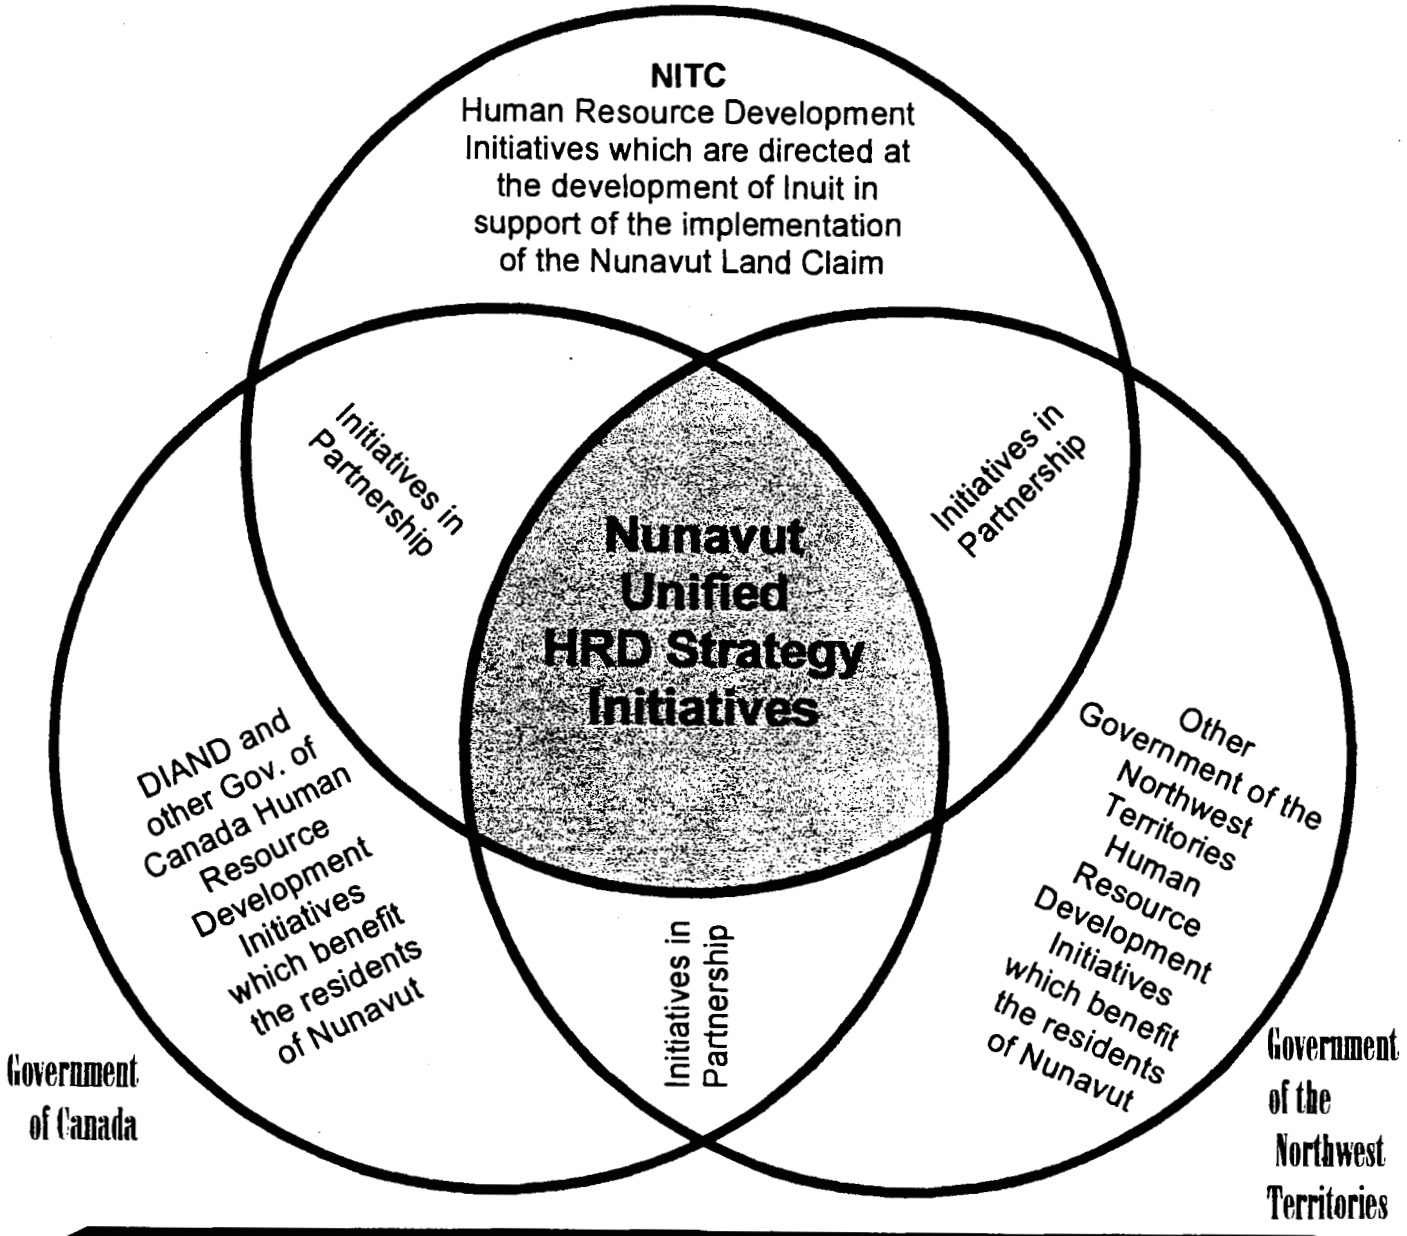 NITC
Human Resource Development
Initiatives which are directed at
the development of Inuit in
support of the implementation
of the Nunavut Land Claim
Initiatives in
Partnership
Initiatives in
Partnership
Nunavut
Unified
HRD Strategy
Initiatives
DIAND and
other Gov. of
Canada Human
Resource
Development
Initiatives
which benefit
the residents
of Nunavut
Other
Government of the
Northwest
Territories
Human
Resource
Development
Initiatives
which benefit
the residents
of Nunavut
Initiatives in
Partnership
Government
of Canada
Government
of the
Northwest
Territories